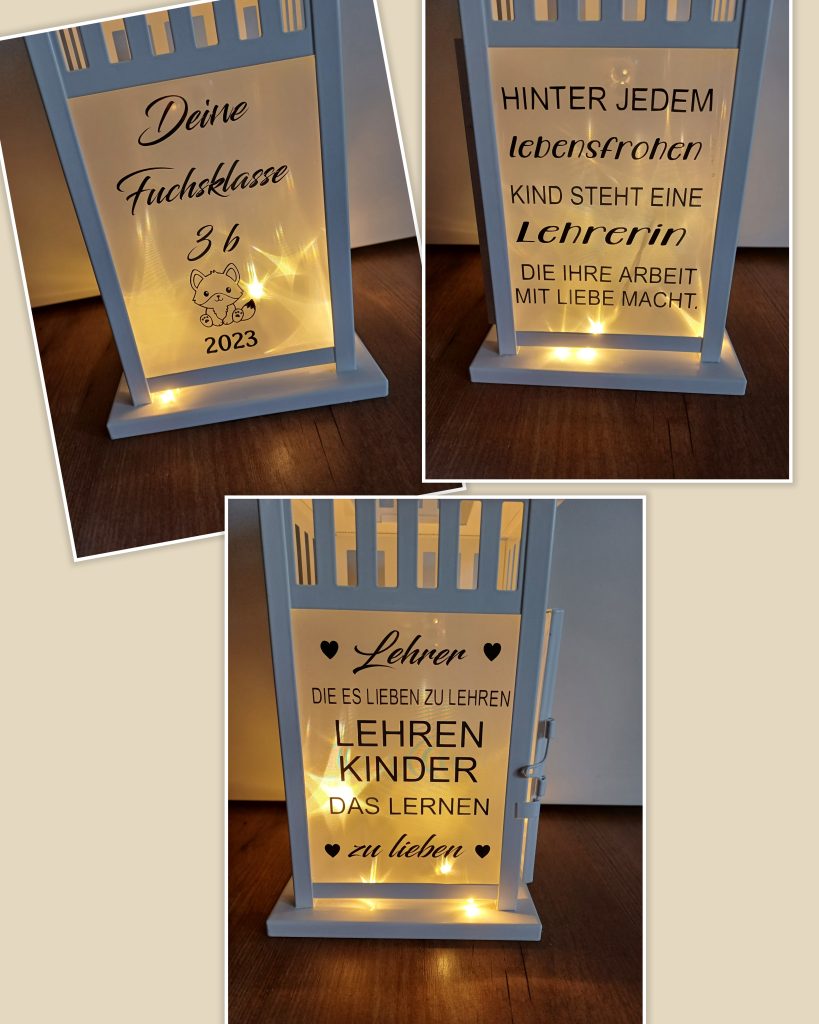 Deine
Fuchsklasse
3 b
2023
HINTER JEDEM
lebensfrohen
KIND STEHT EINE
Lehrerin
DIE IHRE ARBEIT
MIT LIEBE MACHT.
Lehrer
DIE ES LIEBEN ZU LEHREN
LEHREN
KINDER
DAS LERNEN
zu lieben